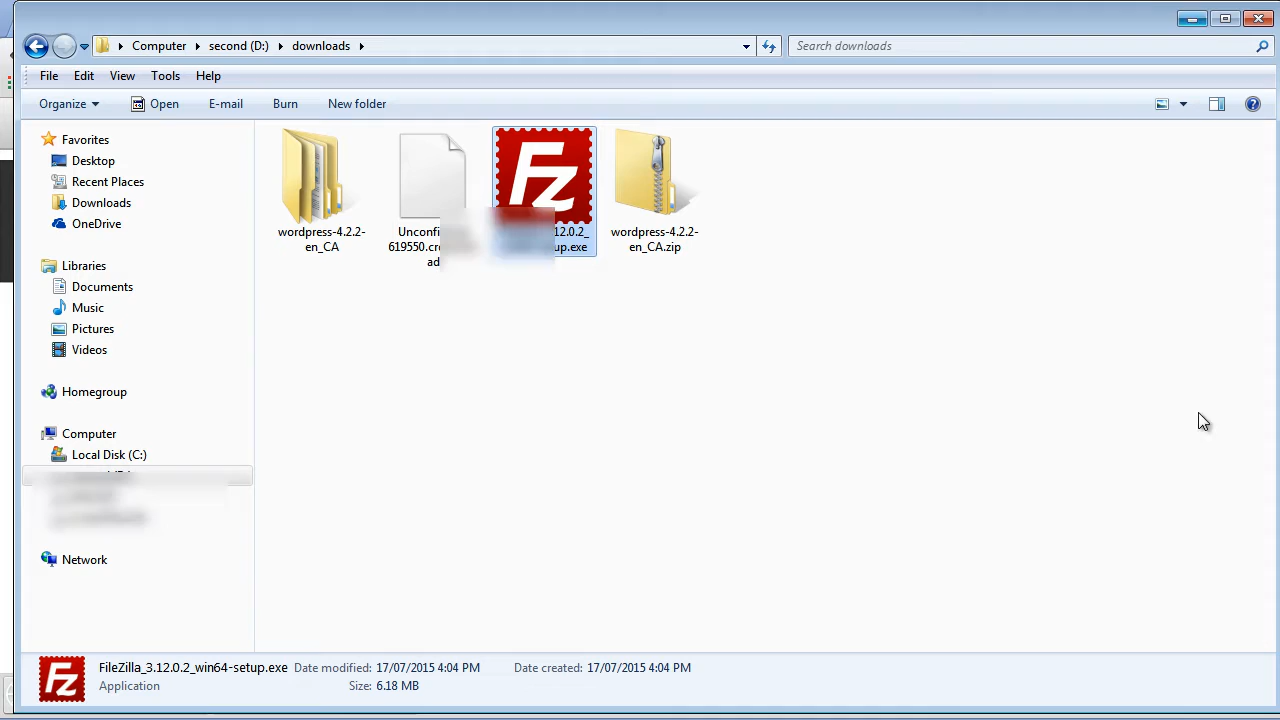 Computer second (D:) downloads
Search downloads
File Edit View Tools Help
Organize Open E-mail Burn New folder
Favorites
Desktop
Recent Places
Downloads
OneDrive
Libraries
Documents
Music
Pictures
Videos
Homegroup
Computer
Local Disk (C:)
Network
wordpress-4.2.2-
en_CA
ad
12.0.2_
up.exe
wordpress-4.2.2-
en_CA.zip
Fz
FileZilla_3.12.0.2_win64-setup.exe Date modified: 17/07/2015 4:04 PM Date created: 17/07/2015 4:04 PM
Application Size: 6.18 MB
Fz